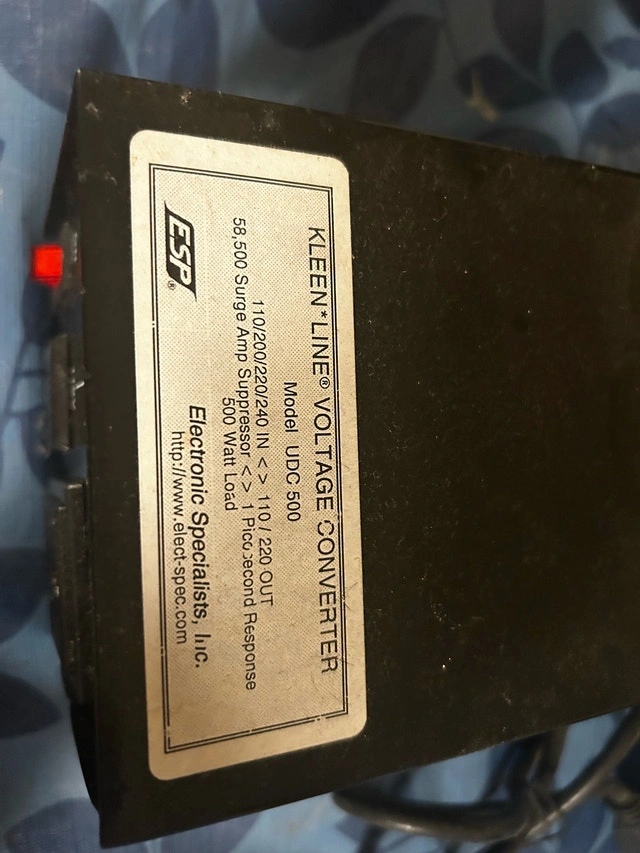 KLEEN*LINE® VOLTAGE CONVERTER
Model UDC 500
110/200/220/240 IN < > 110 / 220 OUT
58,500 Surge Amp Suppressor < > 1 Picosecond Response
500 Watt Load
ESP®
Electronic Specialists, Inc.
http://www.elect-spec.com